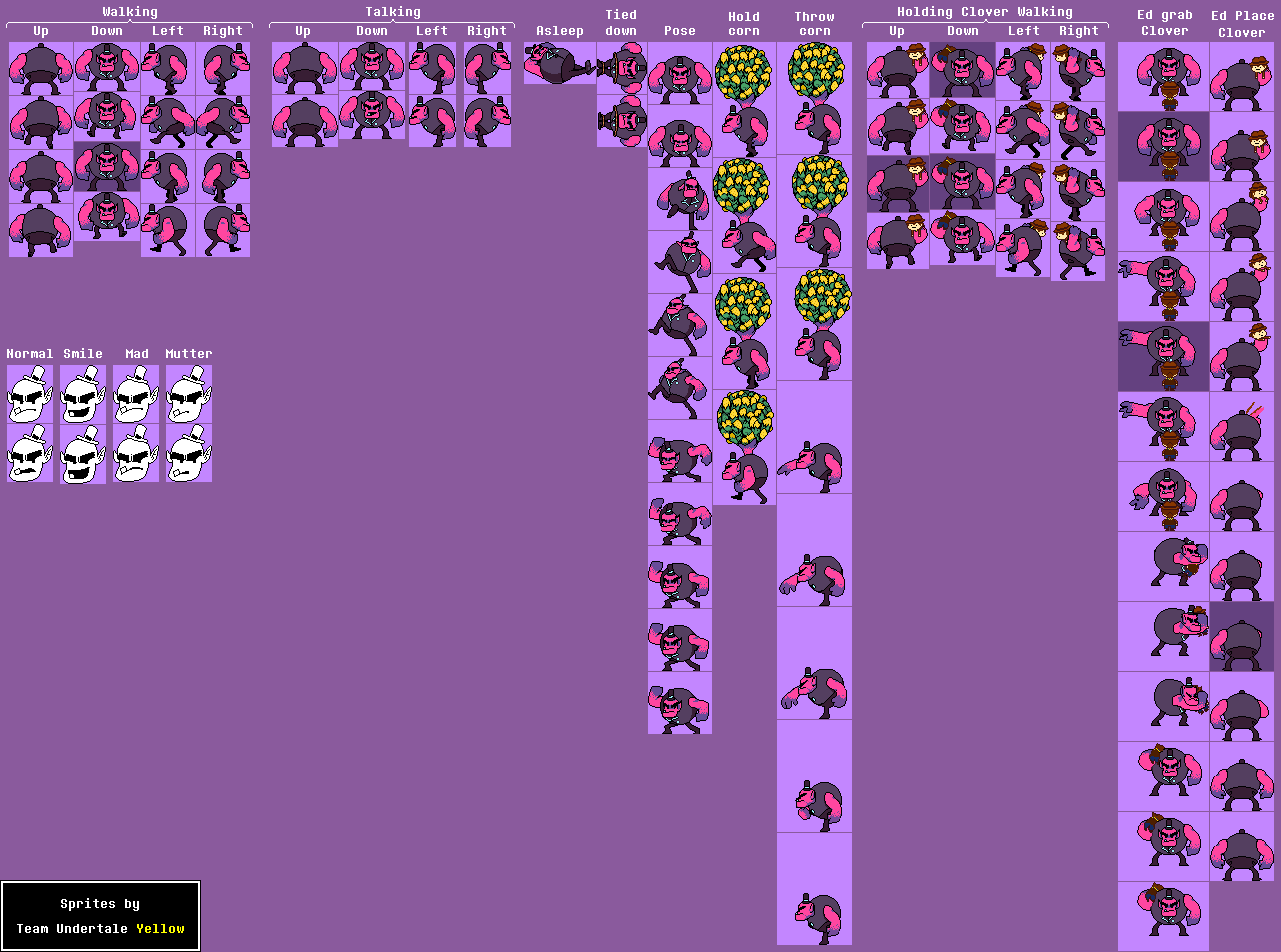 Walking
Up Down Left Right
Talking
Up Down Left Right
Asleep
Tied
down
Pose
Hold
corn
Throw
corn
Holding Clover Walking
Up Down Left Right
Ed grab
Clover
Ed Place
Clover
Normal Smile Mad Mutter
Sprites by
Team Undertale Yellow